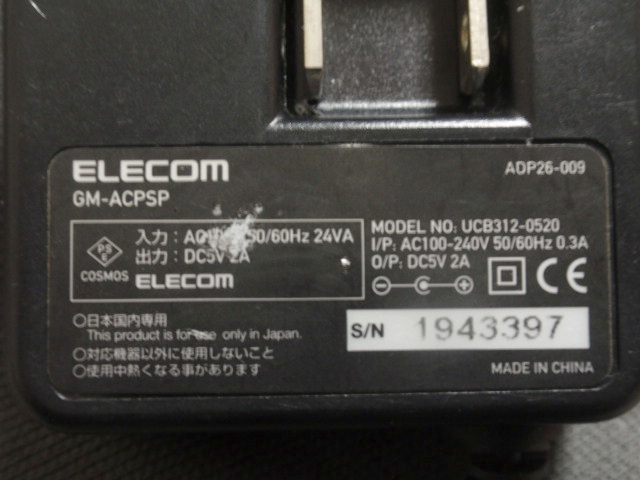 ELECOM
ADP26-009
GM-ACPSP
PS
E
COSMOS
入力：50/60Hz 24VA
出力：DC5V 2A
ELECOM
MODEL NO: UCB312-0520
I/P: AC100-240V 50/60Hz 0.3A
O/P: DC5V 2A
CE
○日本国内専用
This product is for use only in Japan.
○対応機器以外に使用しないこと
○使用中熱くなる事があります
S/N 1943397
MADE IN CHINA